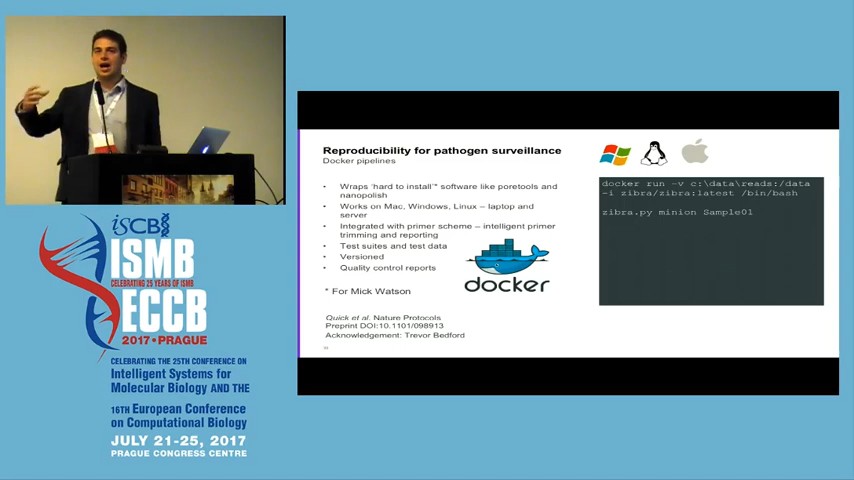 Reproducibility for pathogen surveillance
Docker pipelines
• Wraps 'hard to install'* software like poretools and
nanopolish
• Works on Mac, Windows, Linux – laptop and
server
• Integrated with primer scheme – intelligent primer
trimming and reporting
• Test suites and test data
• Versioned
• Quality control reports
* For Mick Watson
docker
Quick et al. Nature Protocols
Preprint DOI:10.1101/098913
Acknowledgement: Trevor Bedford
docker run -v c:\data\reads:/data
-i zibra/zibra:latest /bin/bash
zibra.py minion Sample01
iSCB
ISMB
CELEBRATING 25 YEARS OF ISMB
ECCB
2017 • PRAGUE
CELEBRATING THE 25TH CONFERENCE ON
Intelligent Systems for
Molecular Biology AND THE
16TH European Conference
on Computational Biology
JULY 21-25, 2017
PRAGUE CONGRESS CENTRE